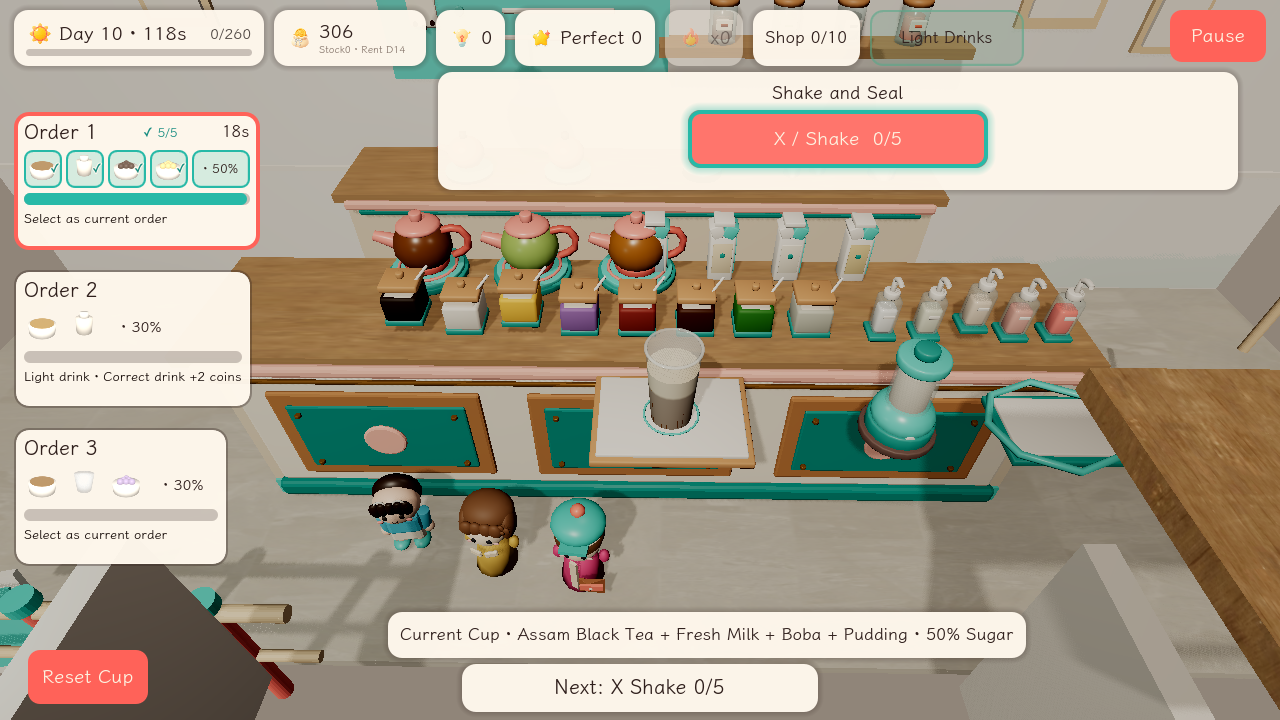 Day 10 • 118s 0/260
306
Stock0 • Rent D14
0
Perfect 0
x0
Shop 0/10
Light Drinks
Pause
Shake and Seal
X / Shake 0/5
Order 1 ✓ 5/5 18s
• 50%
Select as current order
Order 2
• 30%
Light drink • Correct drink +2 coins
Order 3
• 30%
Select as current order
Current Cup • Assam Black Tea + Fresh Milk + Boba + Pudding • 50% Sugar
Next: X Shake 0/5
Reset Cup